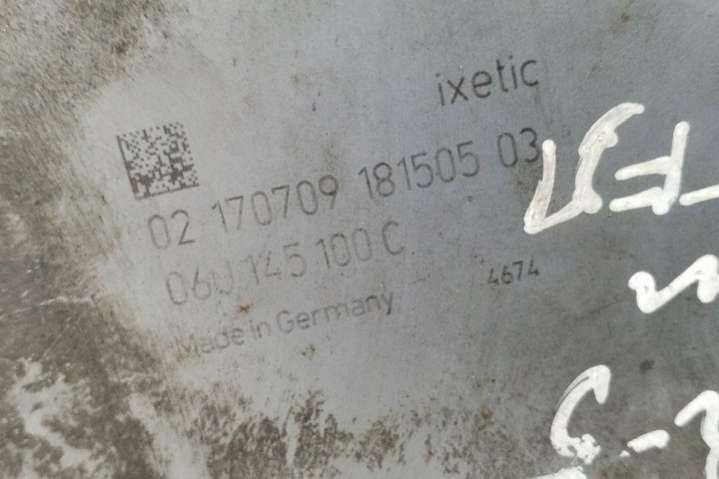 ixetic
02 170709 181505 03
06J 145 100 C
4674
Made in Germany